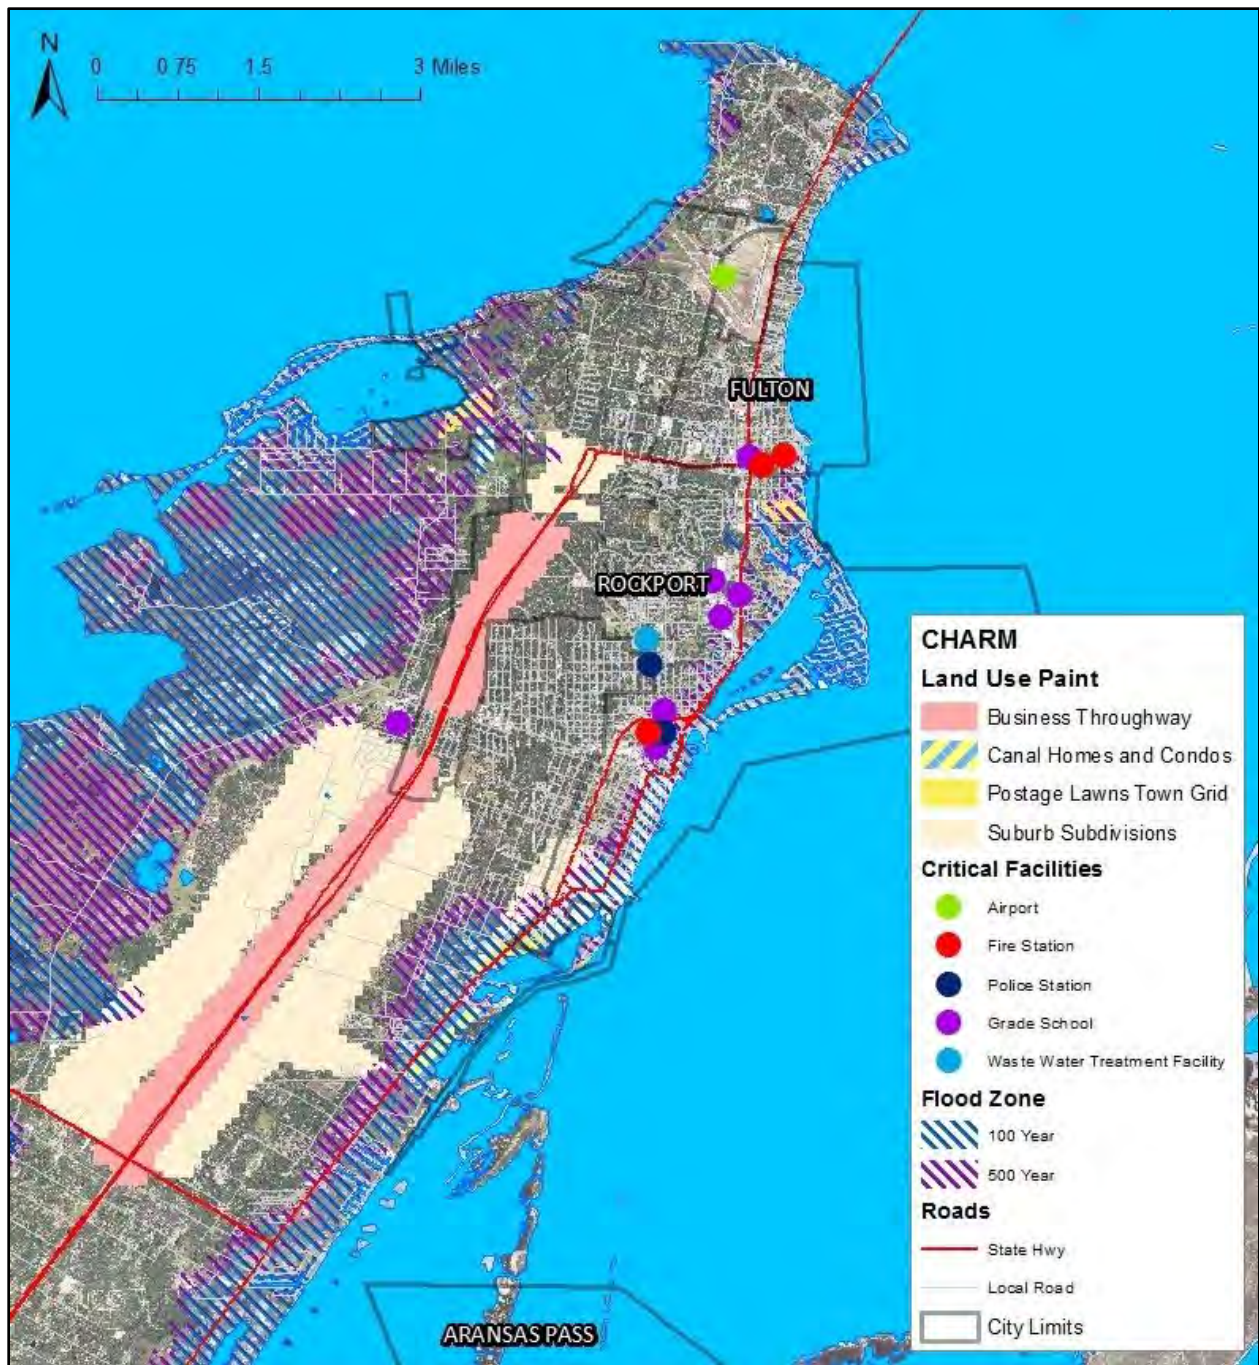 N
0 0.75 1.5 3 Miles
FULTON
ROCKPORT
ARANSAS PASS
CHARM
Land Use Paint
Business Throughway
Canal Homes and Condos
Postage Lawns Town Grid
Suburb Subdivisions
Critical Facilities
Airport
Fire Station
Police Station
Grade School
Waste Water Treatment Facility
Flood Zone
100 Year
500 Year
Roads
State Hwy
Local Road
City Limits